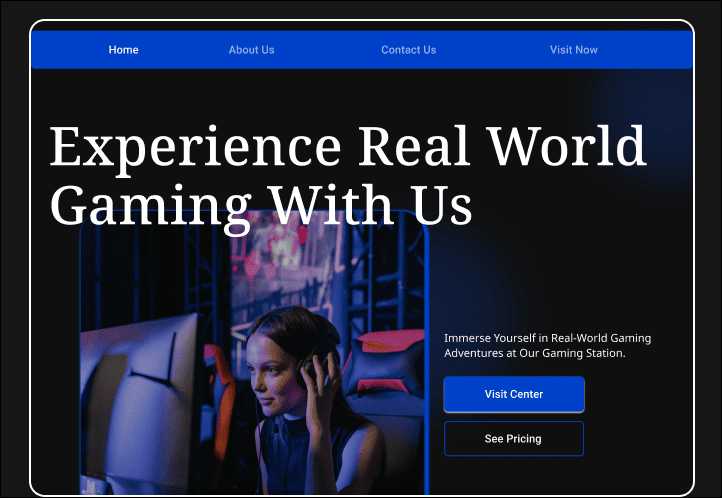 Home About Us Contact Us Visit Now
Experience Real World
Gaming With Us
Immerse Yourself in Real-World Gaming
Adventures at Our Gaming Station.
Visit Center
See Pricing